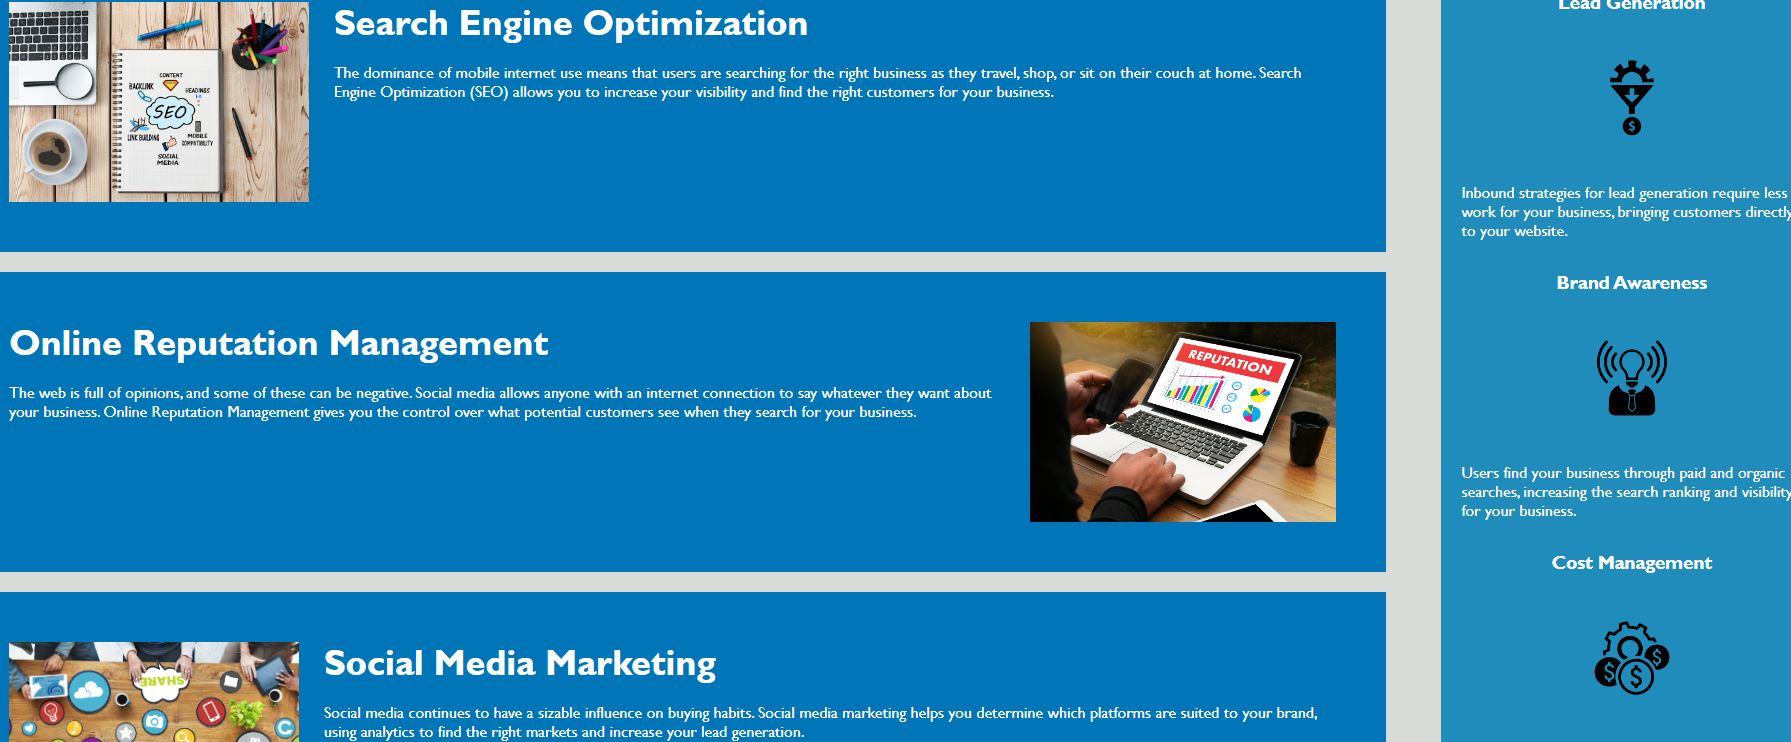 Search Engine Optimization
The dominance of mobile internet use means that users are searching for the right business as they travel, shop, or sit on their couch at home. Search
Engine Optimization (SEO) allows you to increase your visibility and find the right customers for your business.
CONTENT
BACKLINK
HEADINGS
SEO
LINK BUILDING
MOBILE
COMPATIBILITY
SOCIAL
MEDIA
Online Reputation Management
The web is full of opinions, and some of these can be negative. Social media allows anyone with an internet connection to say whatever they want about
your business. Online Reputation Management gives you the control over what potential customers see when they search for your business.
REPUTATION
Social Media Marketing
Social media continues to have a sizable influence on buying habits. Social media marketing helps you determine which platforms are suited to your brand,
using analytics to find the right markets and increase your lead generation.
SHARE
Lead Generation
$
Inbound strategies for lead generation require less
work for your business, bringing customers directly
to your website.
Brand Awareness
Users find your business through paid and organic
searches, increasing the search ranking and visibility
for your business.
Cost Management
$ $ $